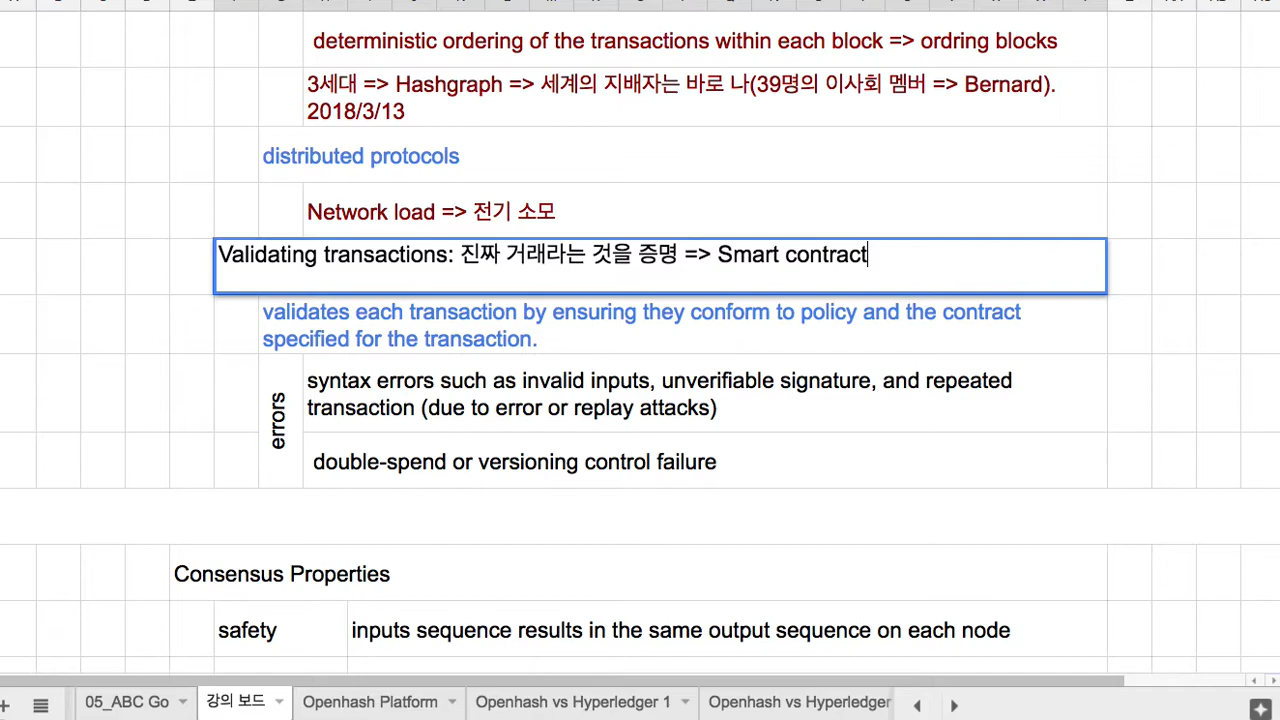 deterministic ordering of the transactions within each block => ordring blocks
3세대 => Hashgraph => 세계의 지배자는 바로 나(39명의 이사회 멤버 => Bernard).
2018/3/13
distributed protocols
Network load => 전기 소모
Validating transactions: 진짜 거래라는 것을 증명 => Smart contract
validates each transaction by ensuring they conform to policy and the contract
specified for the transaction.
errors
syntax errors such as invalid inputs, unverifiable signature, and repeated
transaction (due to error or replay attacks)
double-spend or versioning control failure
Consensus Properties
safety
inputs sequence results in the same output sequence on each node
05_ABC Go
강의 보드
Openhash Platform
Openhash vs Hyperledger 1
Openhash vs Hyperledger